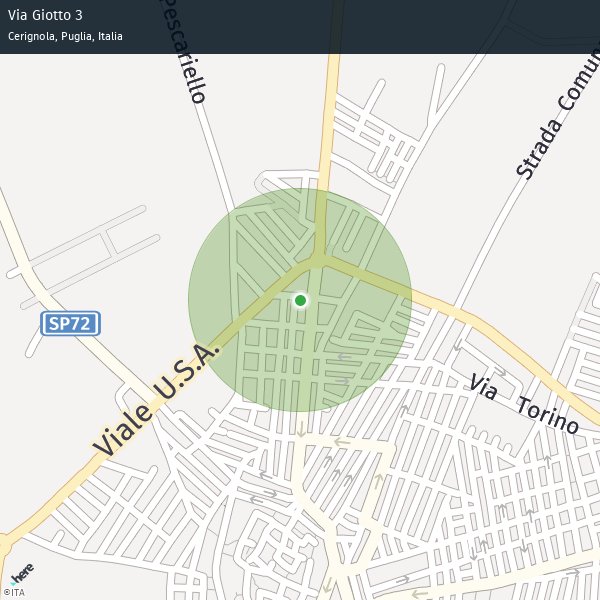 Via Giotto 3
Cerignola, Puglia, Italia
Pescariello
Strada Comun
SP72
Viale U.S.A.
Via Torino
here
©ITA